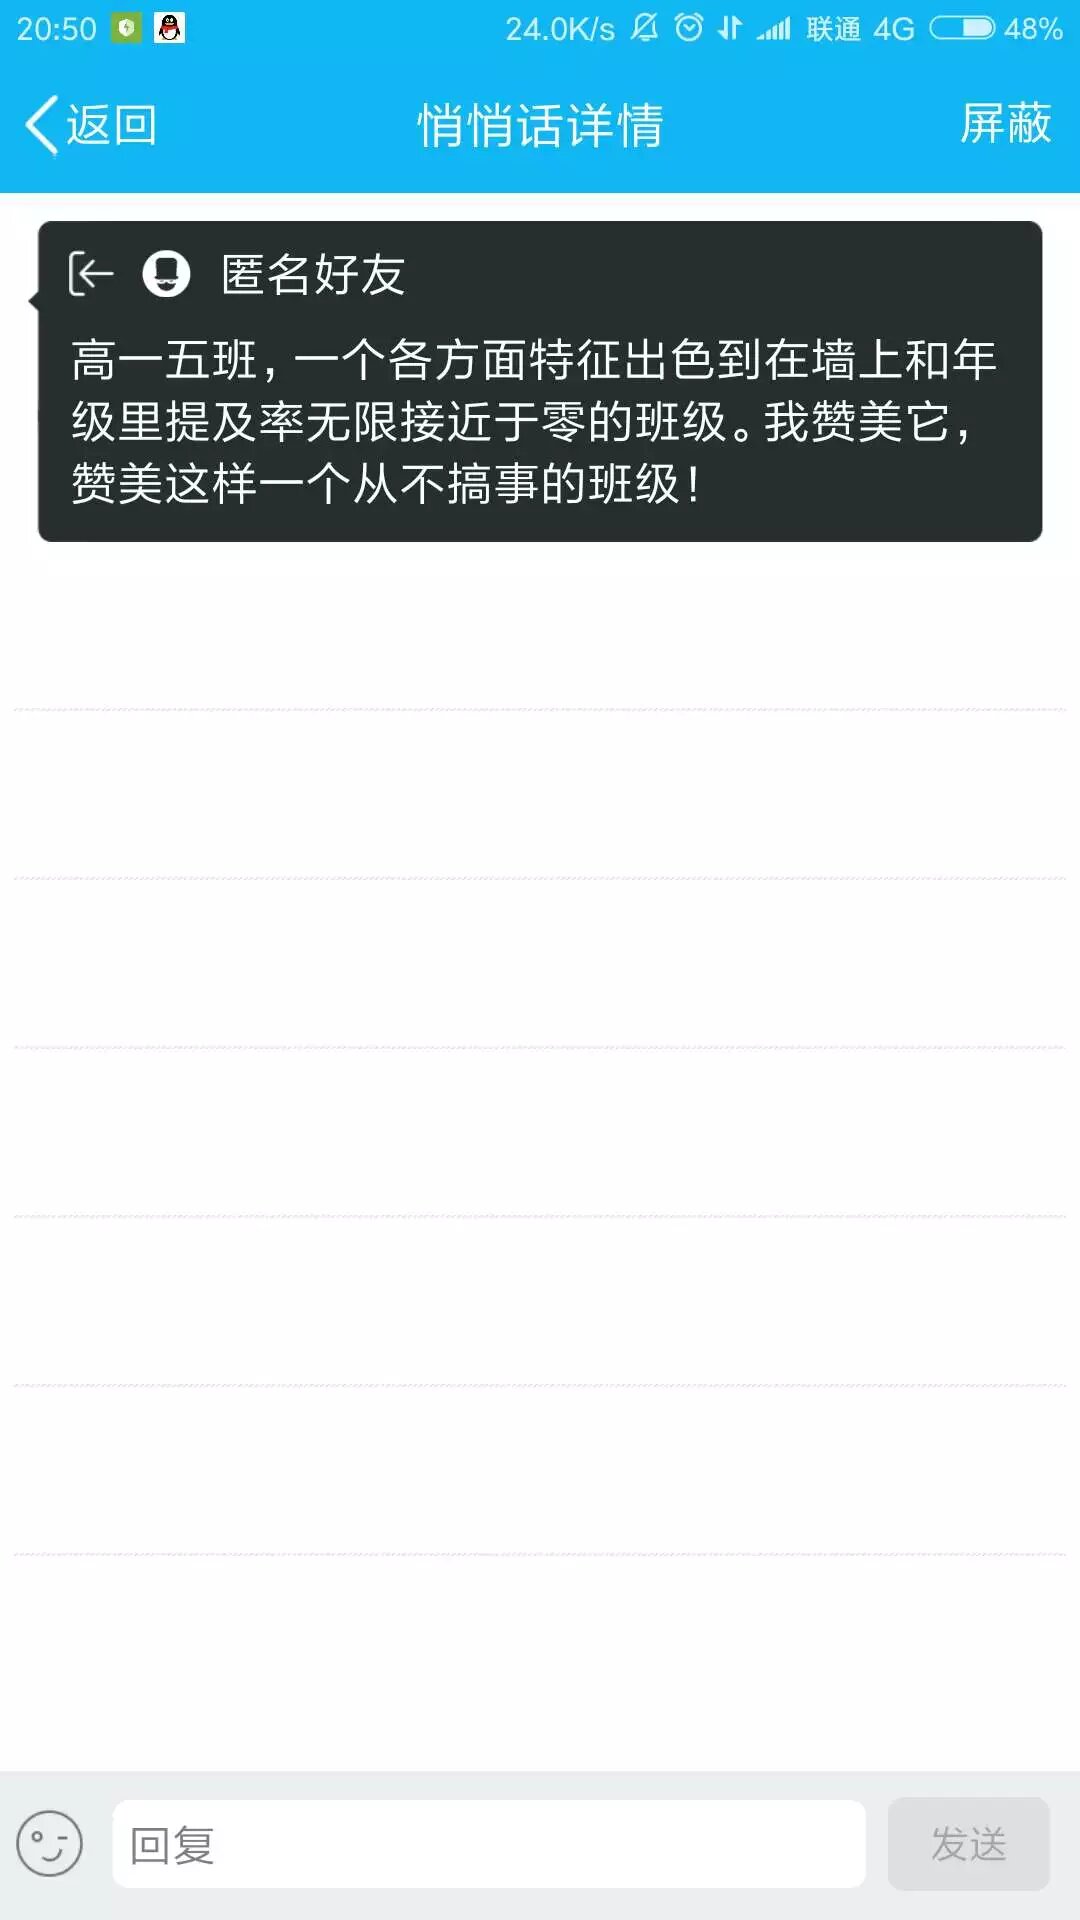 20:50 24.0K/s 联通 4G 48%
返回 悄悄话详情 屏蔽
匿名好友
高一五班，一个各方面特征出色到在墙上和年
级里提及率无限接近于零的班级。我赞美它，
赞美这样一个从不搞事的班级！
回复 发送